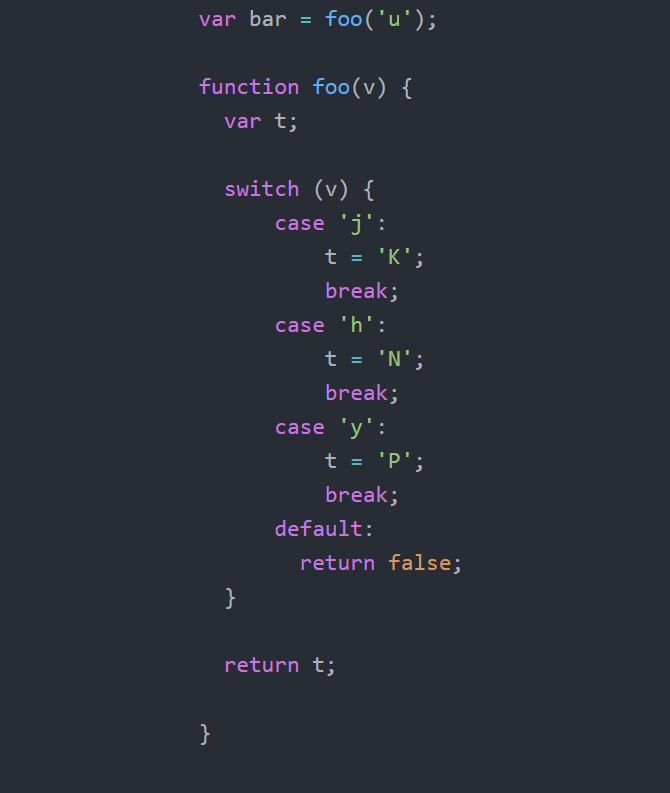 var bar = foo('u');
function foo(v) {
var t;
switch (v) {
case 'j':
t = 'K';
break;
case 'h':
t = 'N';
break;
case 'y':
t = 'P';
break;
default:
return false;
}
return t;
}